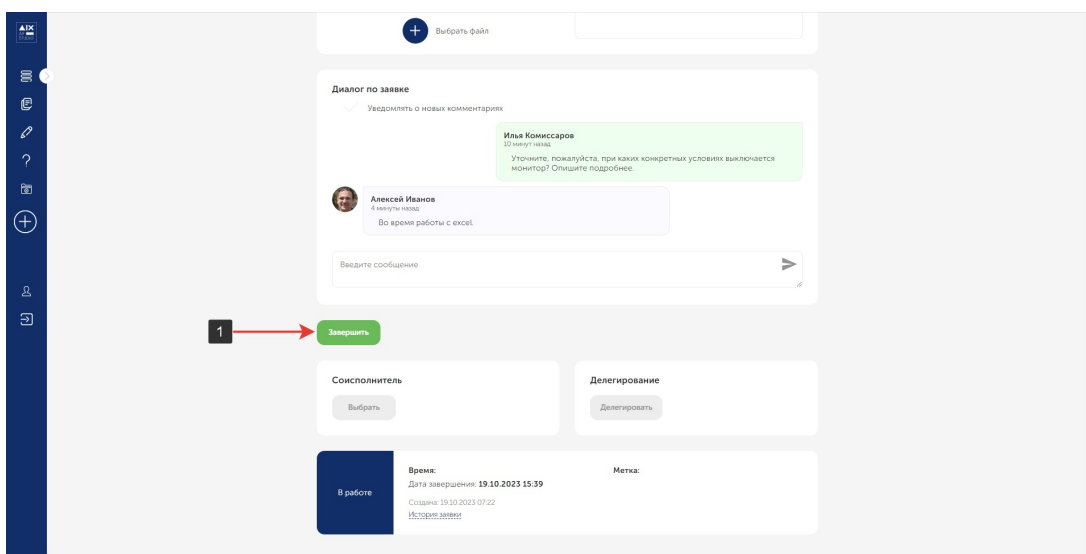 AIX
Выбрать файл
Диалог по заявке
Уведомлять о новых комментариях
Илья Комиссаров
10 минут назад
Уточните, пожалуйста, при каких конкретных условиях выключается
монитор? Опишите подробнее.
Алексей Иванов
4 минуты назад
Во время работы с excel.
Введите сообщение
1
Завершить
Соисполнитель
Выбрать
Делегирование
Делегировать
В работе
Время:
Дата завершения: 19.10.2023 15:39
Создана: 19.10.2023 07:22
История заявки
Метка: